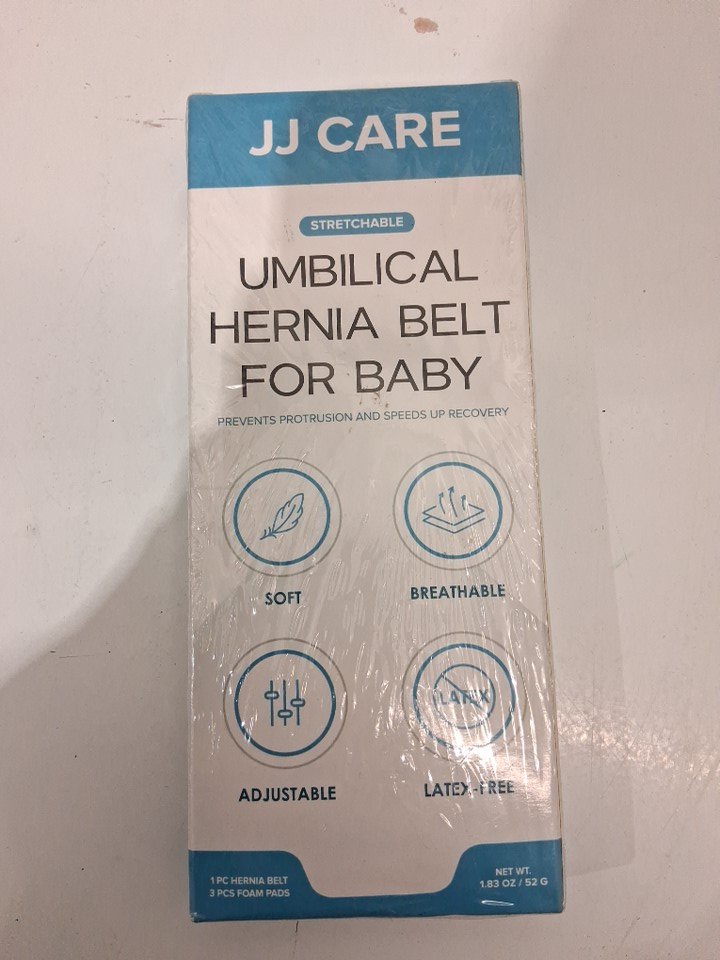 JJ CARE
STRETCHABLE
UMBILICAL
HERNIA BELT
FOR BABY
PREVENTS PROTRUSION AND SPEEDS UP RECOVERY
SOFT
BREATHABLE
LATEX
ADJUSTABLE
LATEX-FREE
1 PC HERNIA BELT
3 PCS FOAM PADS
NET WT.
1.83 OZ / 52 G